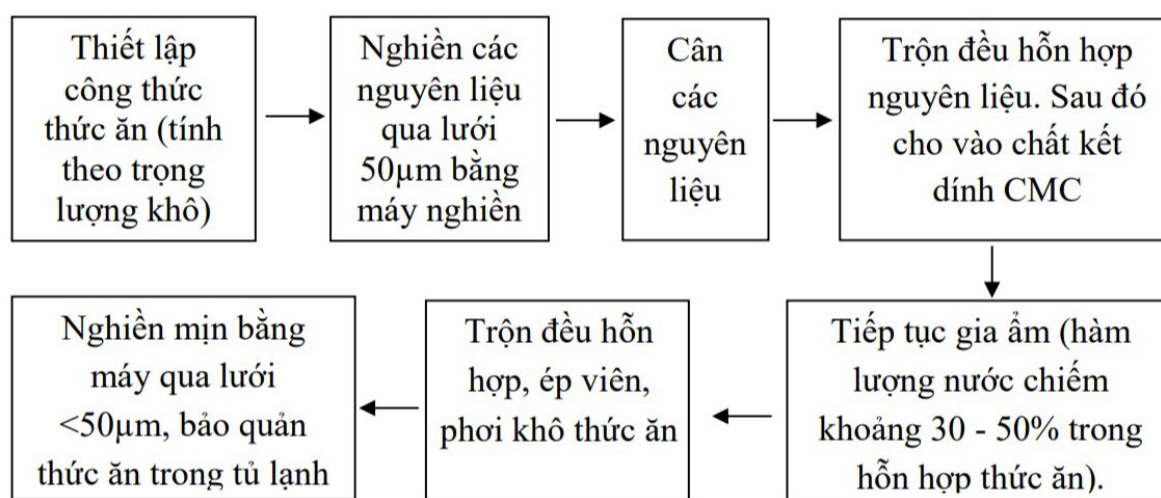 Thiết lập
công thức
thức ăn (tính
theo trọng
lượng khô)
Nghiền các
nguyên liệu
qua lưới
50µm bằng
máy nghiền
Cân
các
nguyên
liệu
Trộn đều hỗn hợp
nguyên liệu. Sau đó
cho vào chất kết
dính CMC
Tiếp tục gia ẩm (hàm
lượng nước chiếm
khoảng 30 - 50% trong
hỗn hợp thức ăn).
Trộn đều hỗn
hợp, ép viên,
phơi khô thức ăn
Nghiền mịn bằng
máy qua lưới
<50µm, bảo quản
thức ăn trong tủ lạnh